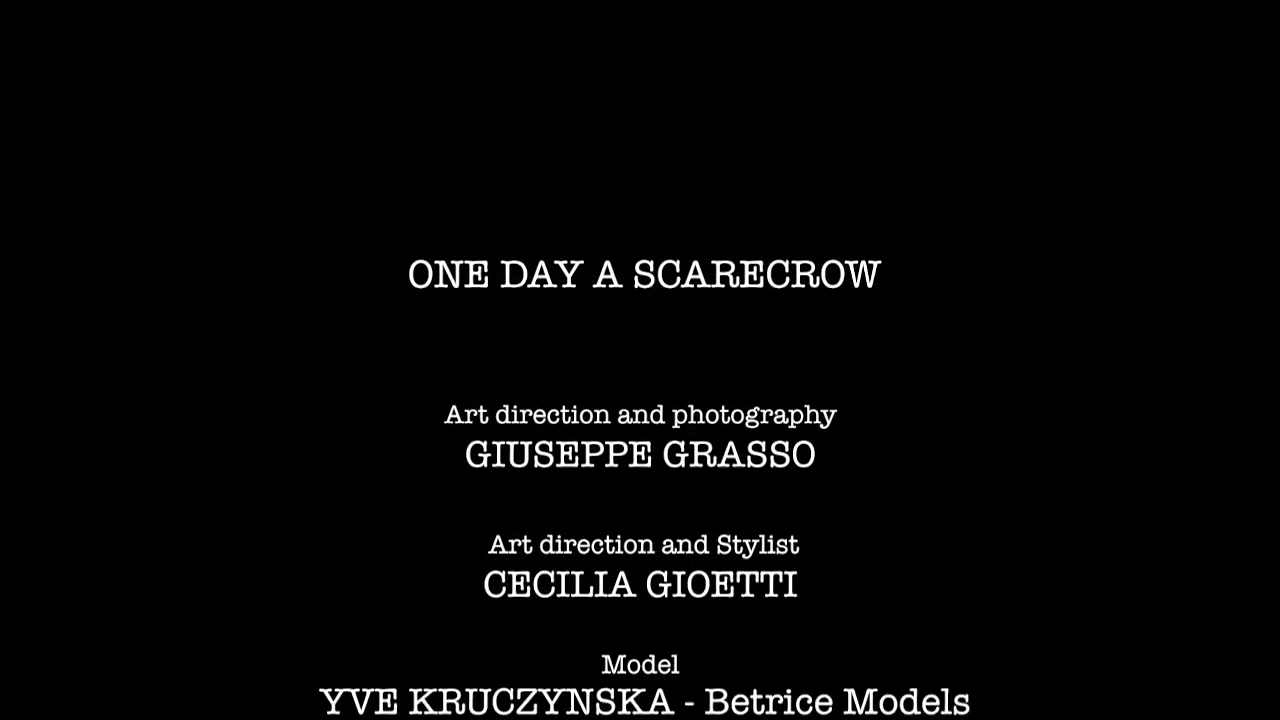 ONE DAY A SCARECROW
Art direction and photography
GIUSEPPE GRASSO
Art direction and Stylist
CECILIA GIOETTI
Model
YVE KRUCZYNSKA - Betrice Models